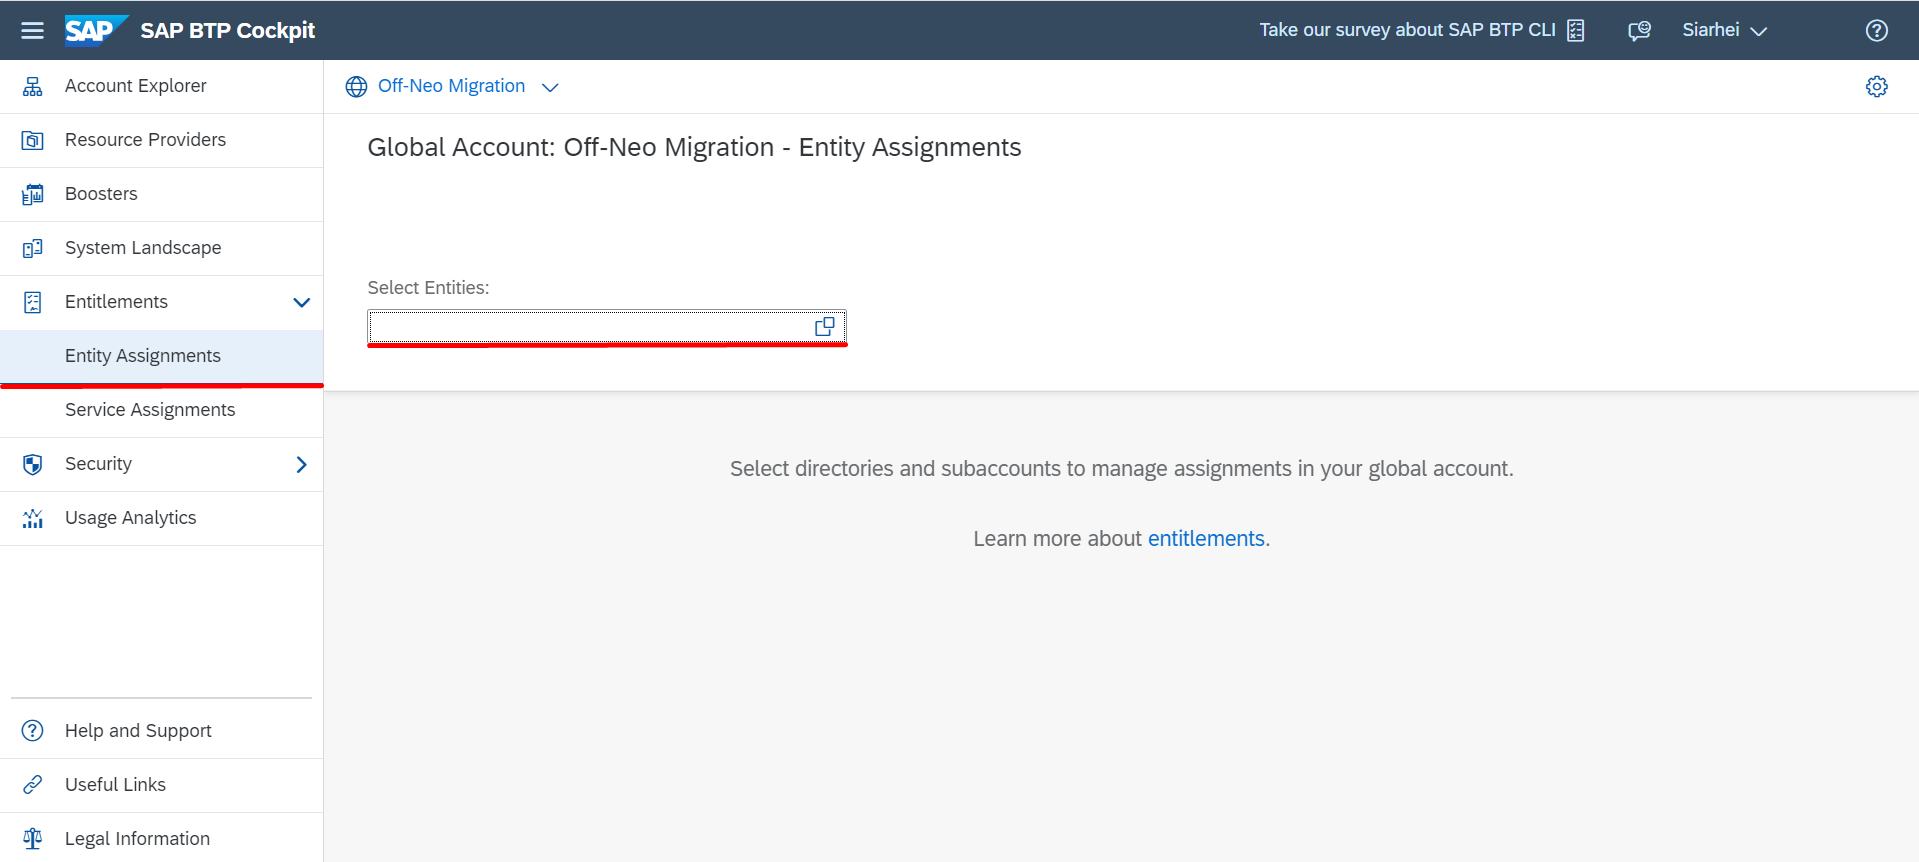 SAP SAP BTP Cockpit
Take our survey about SAP BTP CLI
Siarhei
Account Explorer
Resource Providers
Boosters
System Landscape
Entitlements
Entity Assignments
Service Assignments
Security
Usage Analytics
Help and Support
Useful Links
Legal Information
Off-Neo Migration
Global Account: Off-Neo Migration - Entity Assignments
Select Entities:
Select directories and subaccounts to manage assignments in your global account.
Learn more about entitlements.